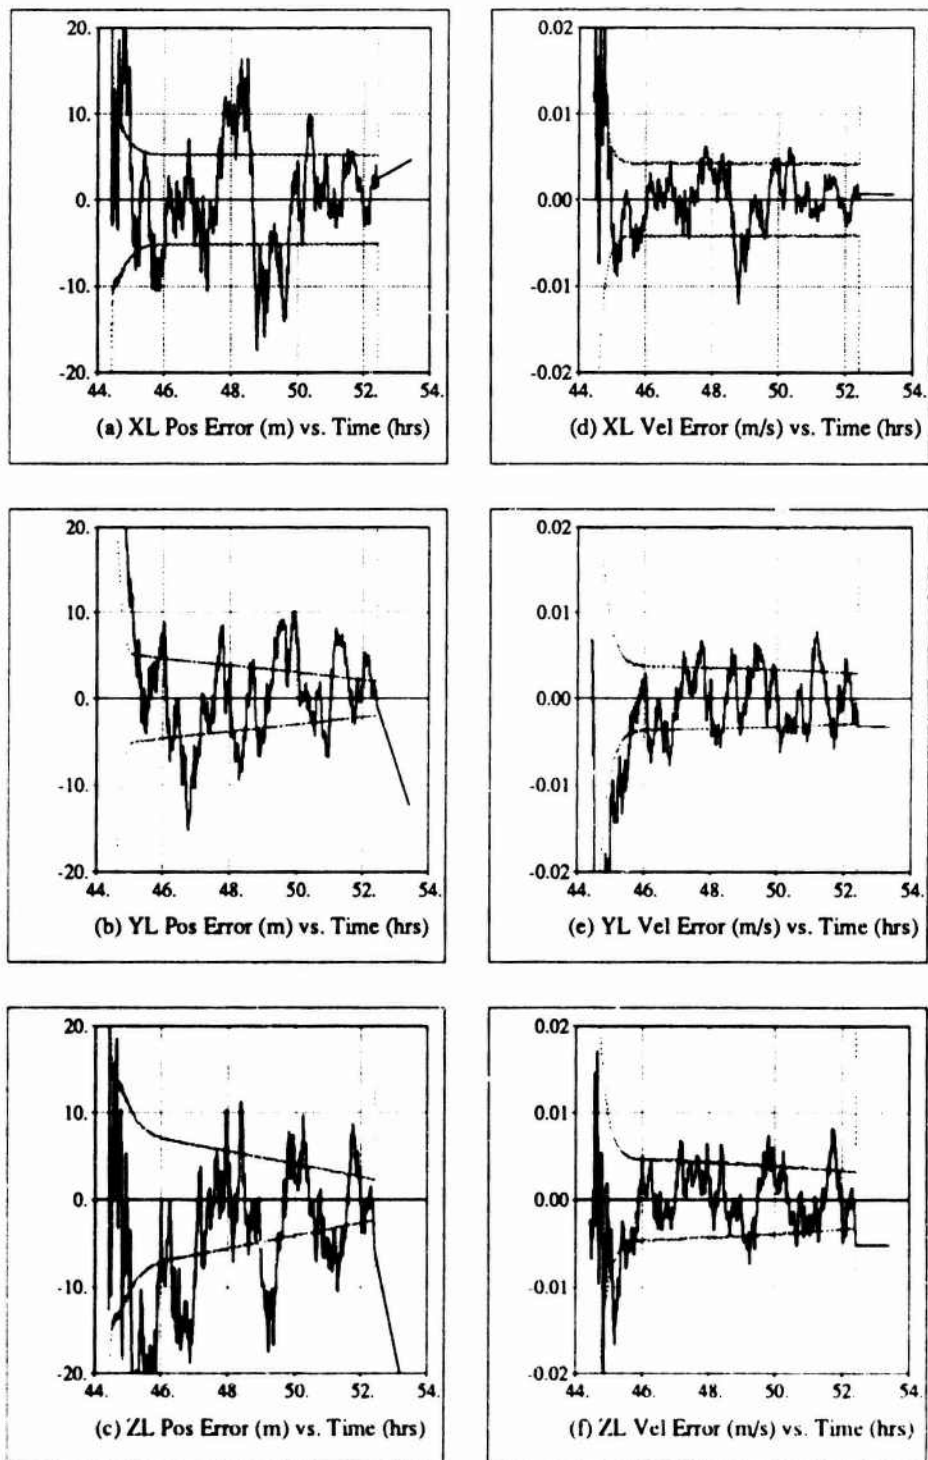 20.
10.
0.
-10.
-20.
44. 46. 48. 50. 52. 54.
(a) XL Pos Error (m) vs. Time (hrs)
0.02
0.01
0.00
-0.01
-0.02
44. 46. 48. 50. 52. 54.
(d) XL Vel Error (m/s) vs. Time (hrs)
20.
10.
0.
-10.
-20.
44. 46. 48. 50. 52. 54.
(b) YL Pos Error (m) vs. Time (hrs)
0.02
0.01
0.00
-0.01
-0.02
44. 46. 48. 50. 52. 54.
(e) YL Vel Error (m/s) vs. Time (hrs)
20.
10.
0.
-10.
-20.
44. 46. 48. 50. 52. 54.
(c) ZL Pos Error (m) vs. Time (hrs)
0.02
0.01
0.00
-0.01
-0.02
44. 46. 48. 50. 52. 54.
(f) ZL Vel Error (m/s) vs. Time (hrs)